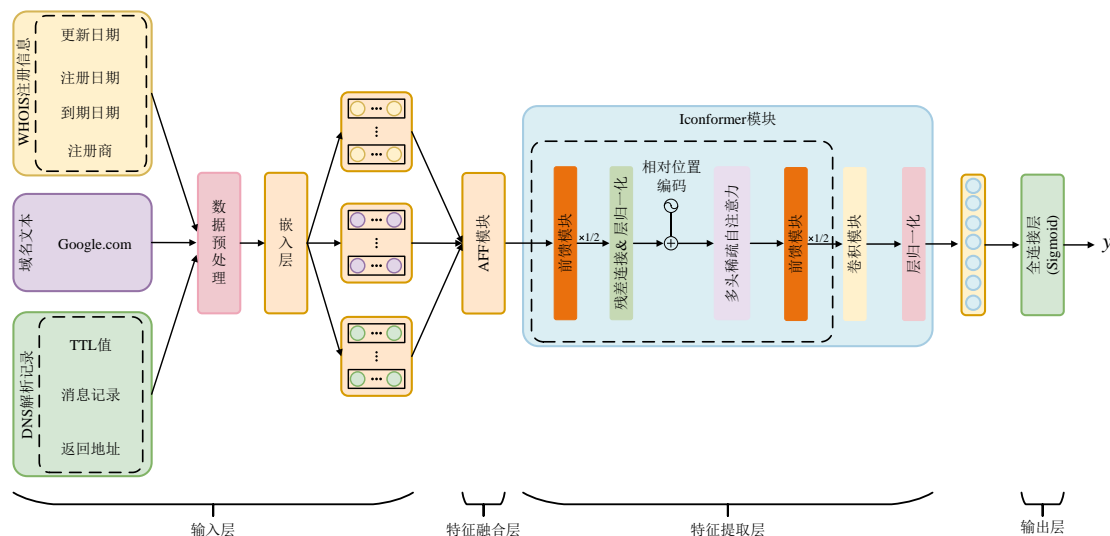 WHOIS注册信息
更新日期
注册日期
到期日期
注册商
域名文本
Google.com
DNS解析记录
TTL值
消息记录
返回地址
数据预处理
嵌入层
...
...
...
...
...
...
...
...
...
AFF模块
Iconformer模块
前馈模块
×1/2
残差连接& 层归一化
相对位置
编码
多头稀疏自注意力
前馈模块
×1/2
卷积模块
层归一化
全连接层
(Sigmoid)
y
输入层
特征融合层
特征提取层
输出层